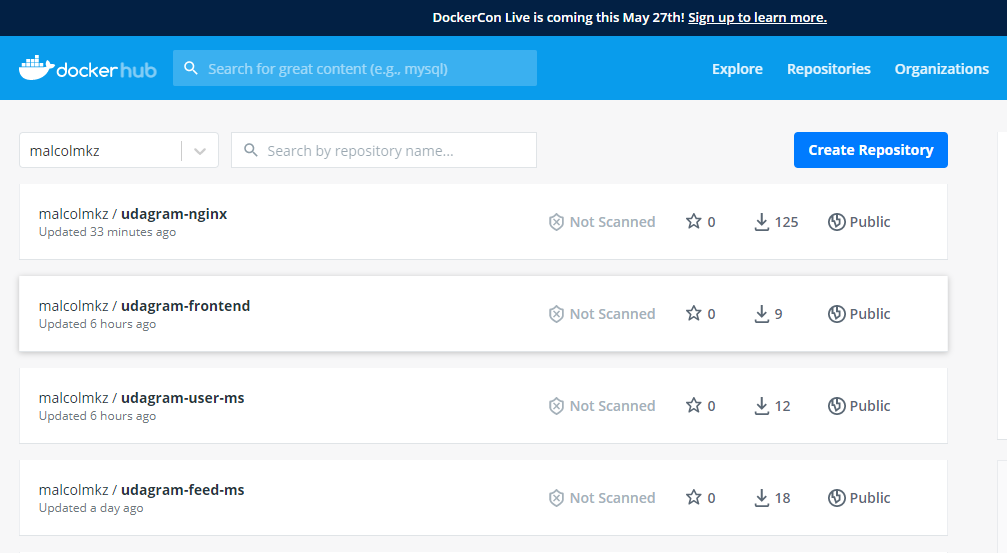 DockerCon Live is coming this May 27th! Sign up to learn more.
docker hub
Search for great content (e.g., mysql)
Explore
Repositories
Organizations
malcolmkz
Search by repository name...
Create Repository
malcolmkz / udagram-nginx
Updated 33 minutes ago
Not Scanned
0
125
Public
malcolmkz / udagram-frontend
Updated 6 hours ago
Not Scanned
0
9
Public
malcolmkz / udagram-user-ms
Updated 6 hours ago
Not Scanned
0
12
Public
malcolmkz / udagram-feed-ms
Updated a day ago
Not Scanned
0
18
Public